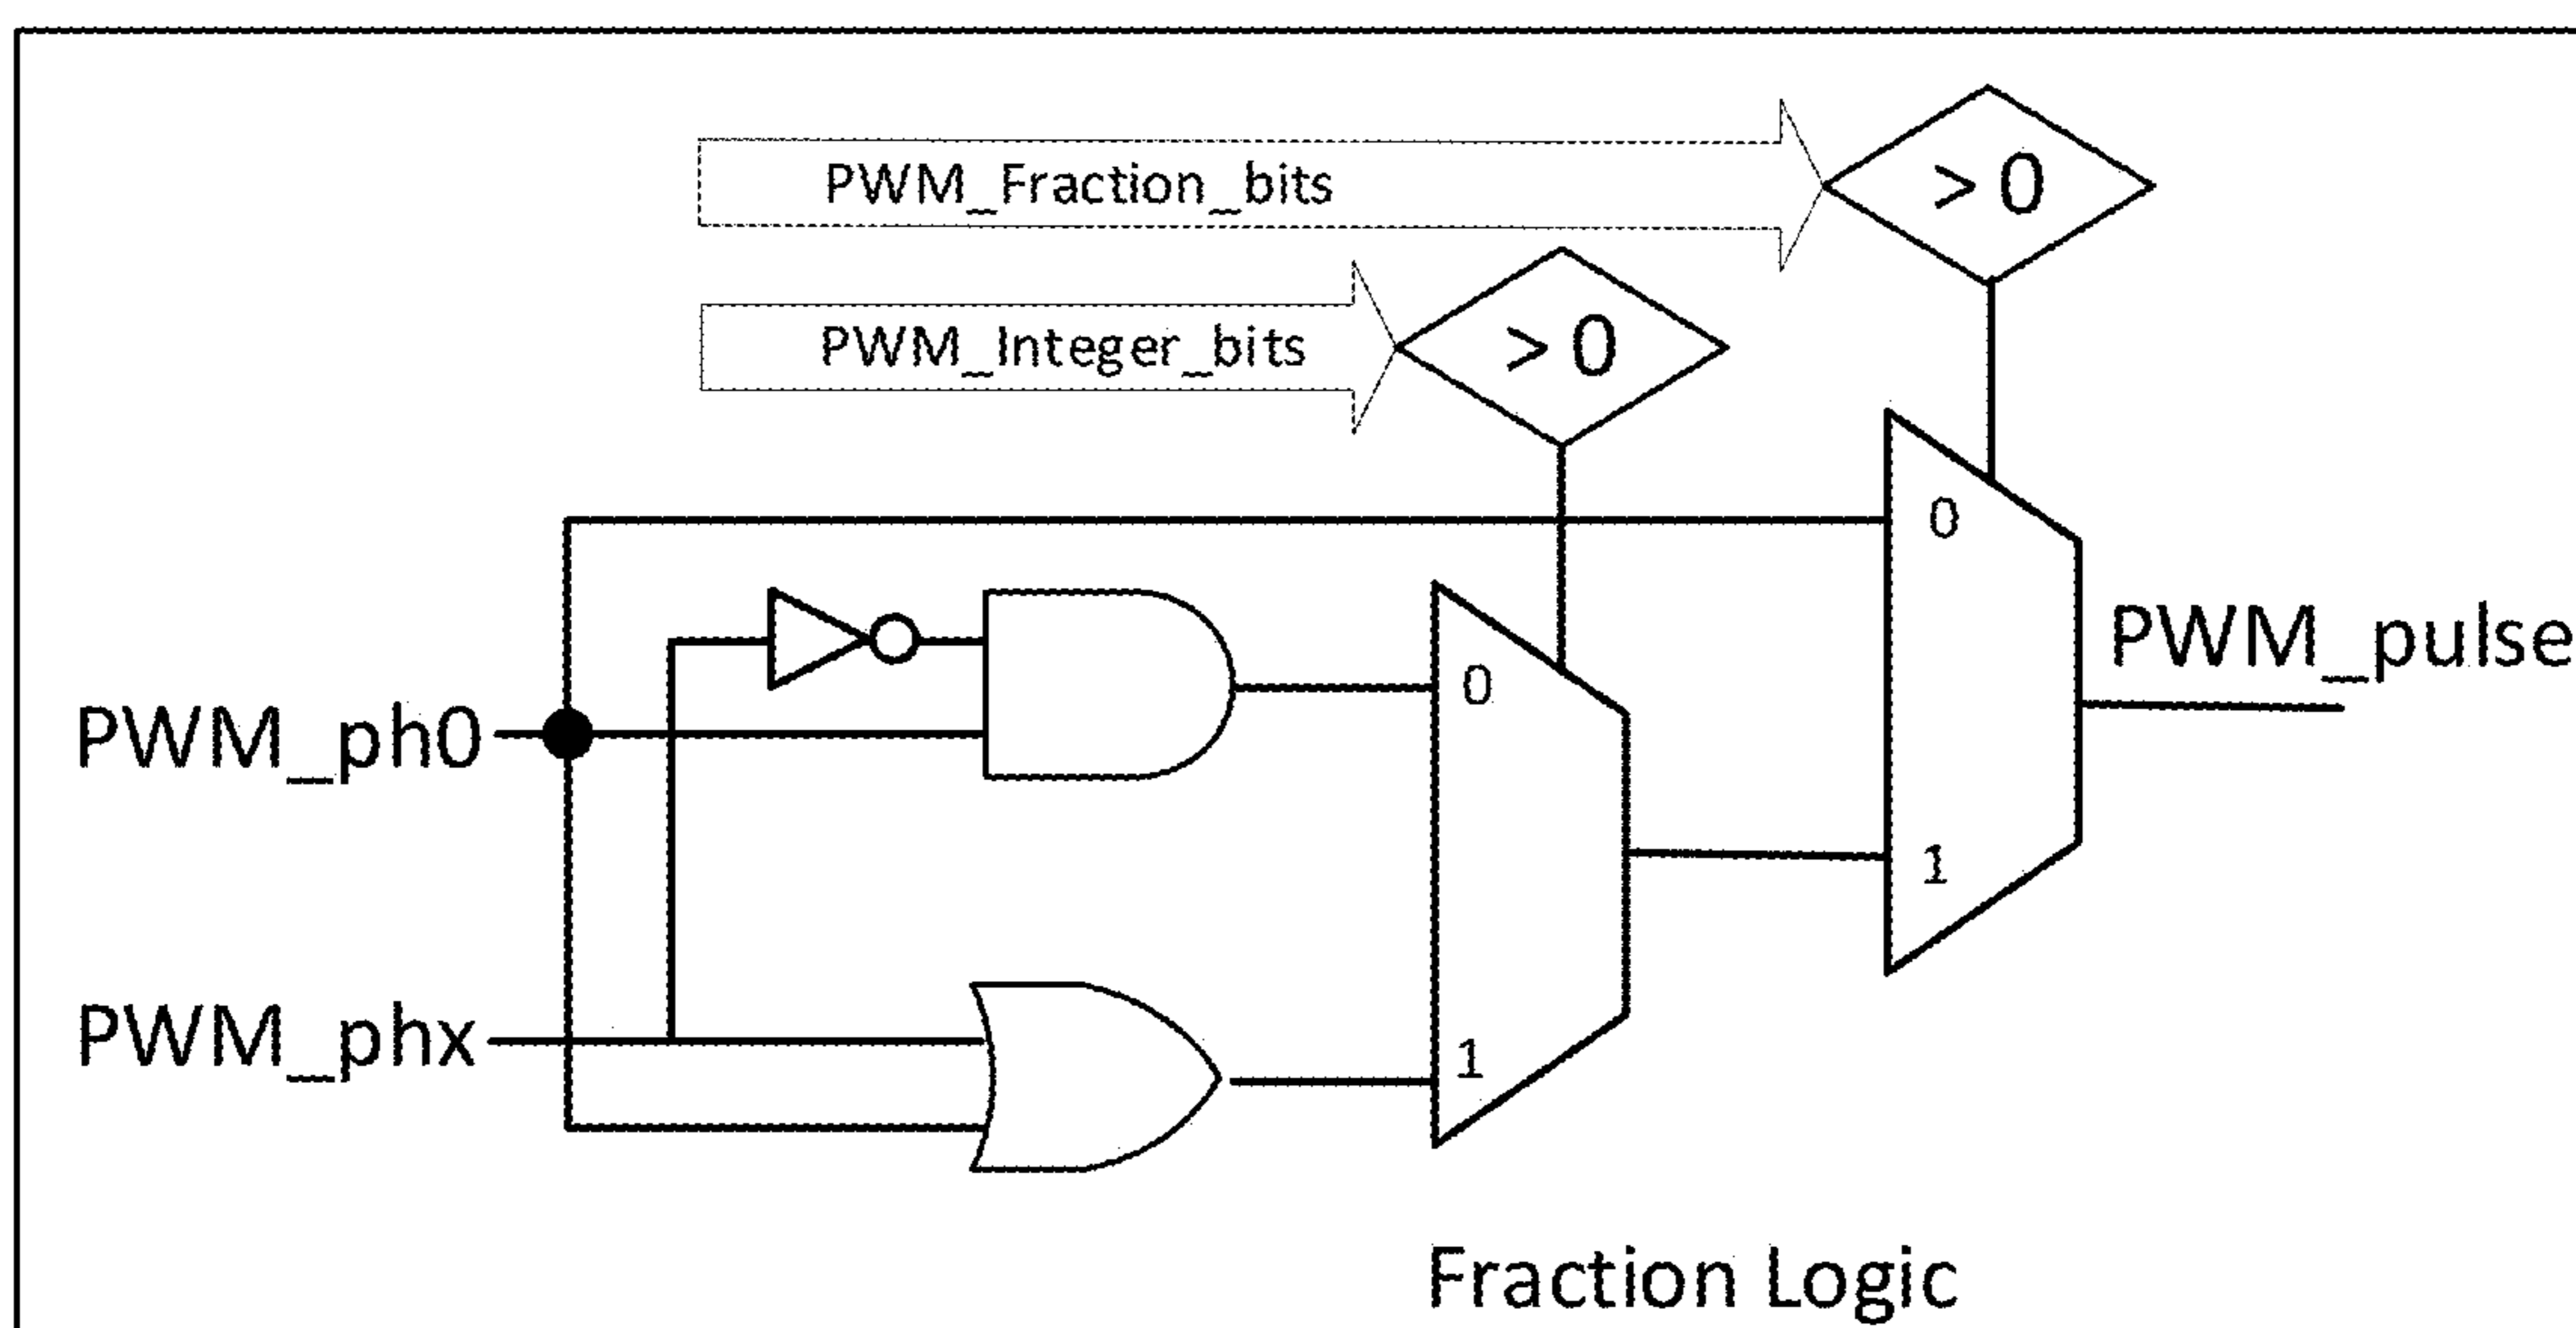 PWM_Fraction_bits
> 0
PWM_Integer_bits
> 0
0
0
PWM_pulse
PWM_ph0
1
PWM_phx
1
Fraction Logic